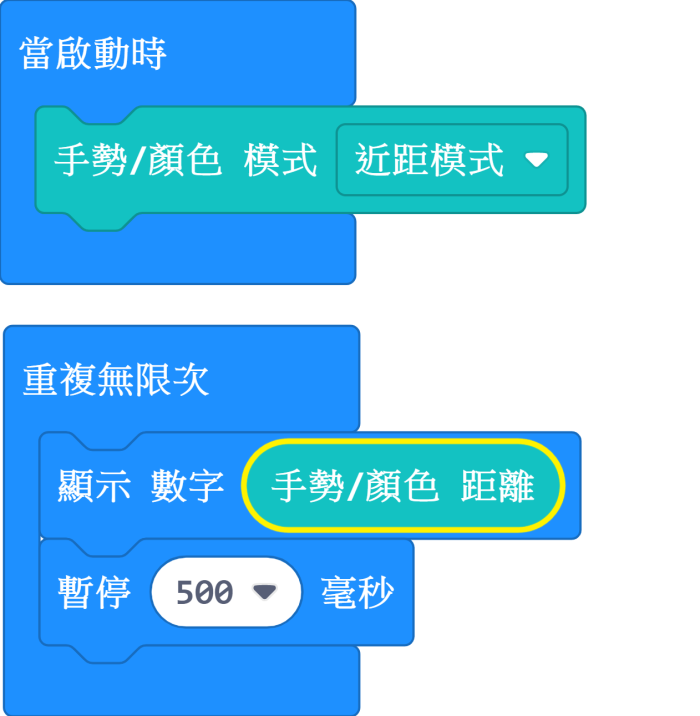 當啟動時
手勢/顏色 模式 近距模式
重複無限次
顯示 數字 手勢/顏色 距離
暫停 500 毫秒